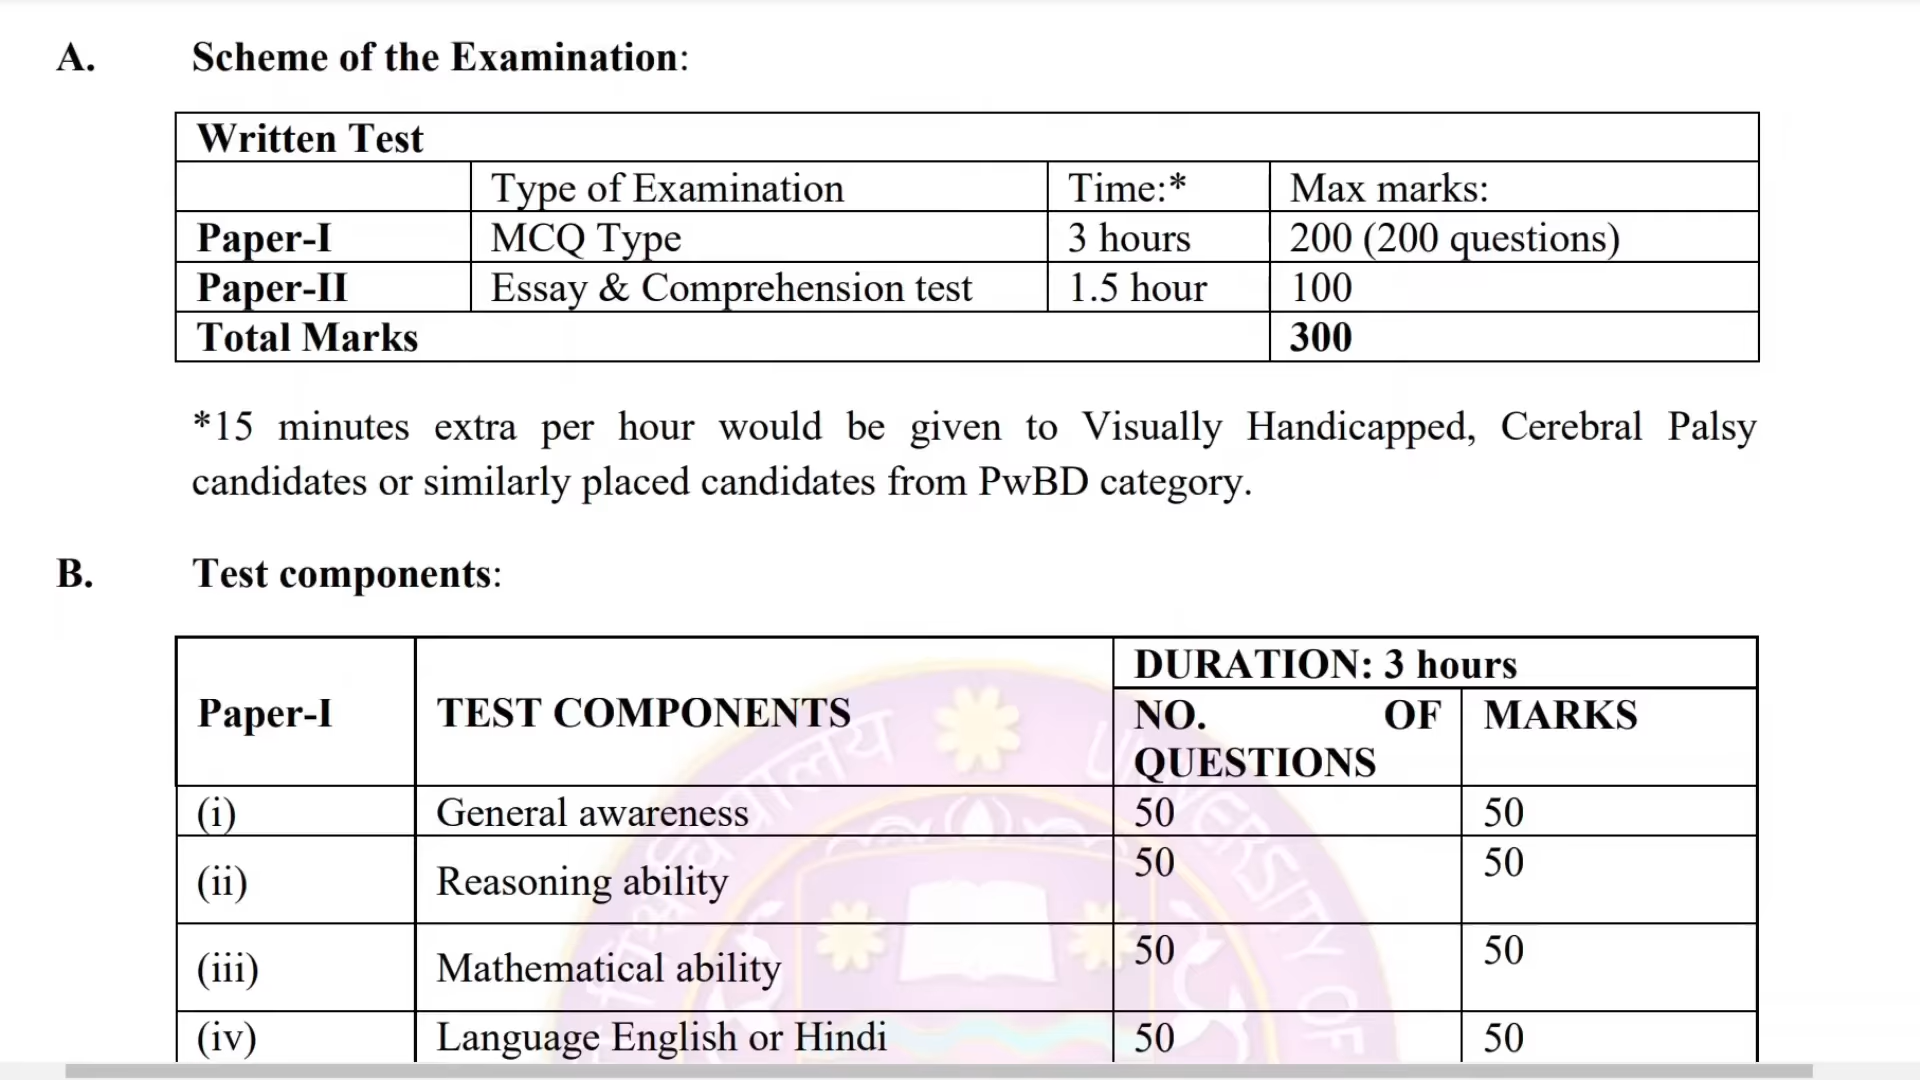 A. Scheme of the Examination:
Written Test
Type of Examination Time:* Max marks:
Paper-I MCQ Type 3 hours 200 (200 questions)
Paper-II Essay & Comprehension test 1.5 hour 100
Total Marks 300
*15 minutes extra per hour would be given to Visually Handicapped, Cerebral Palsy
candidates or similarly placed candidates from PwBD category.
B. Test components:
Paper-I TEST COMPONENTS DURATION: 3 hours
NO. OF QUESTIONS MARKS
(i) General awareness 50 50
(ii) Reasoning ability 50 50
(iii) Mathematical ability 50 50
(iv) Language English or Hindi 50 50
UNIVERSITY OF